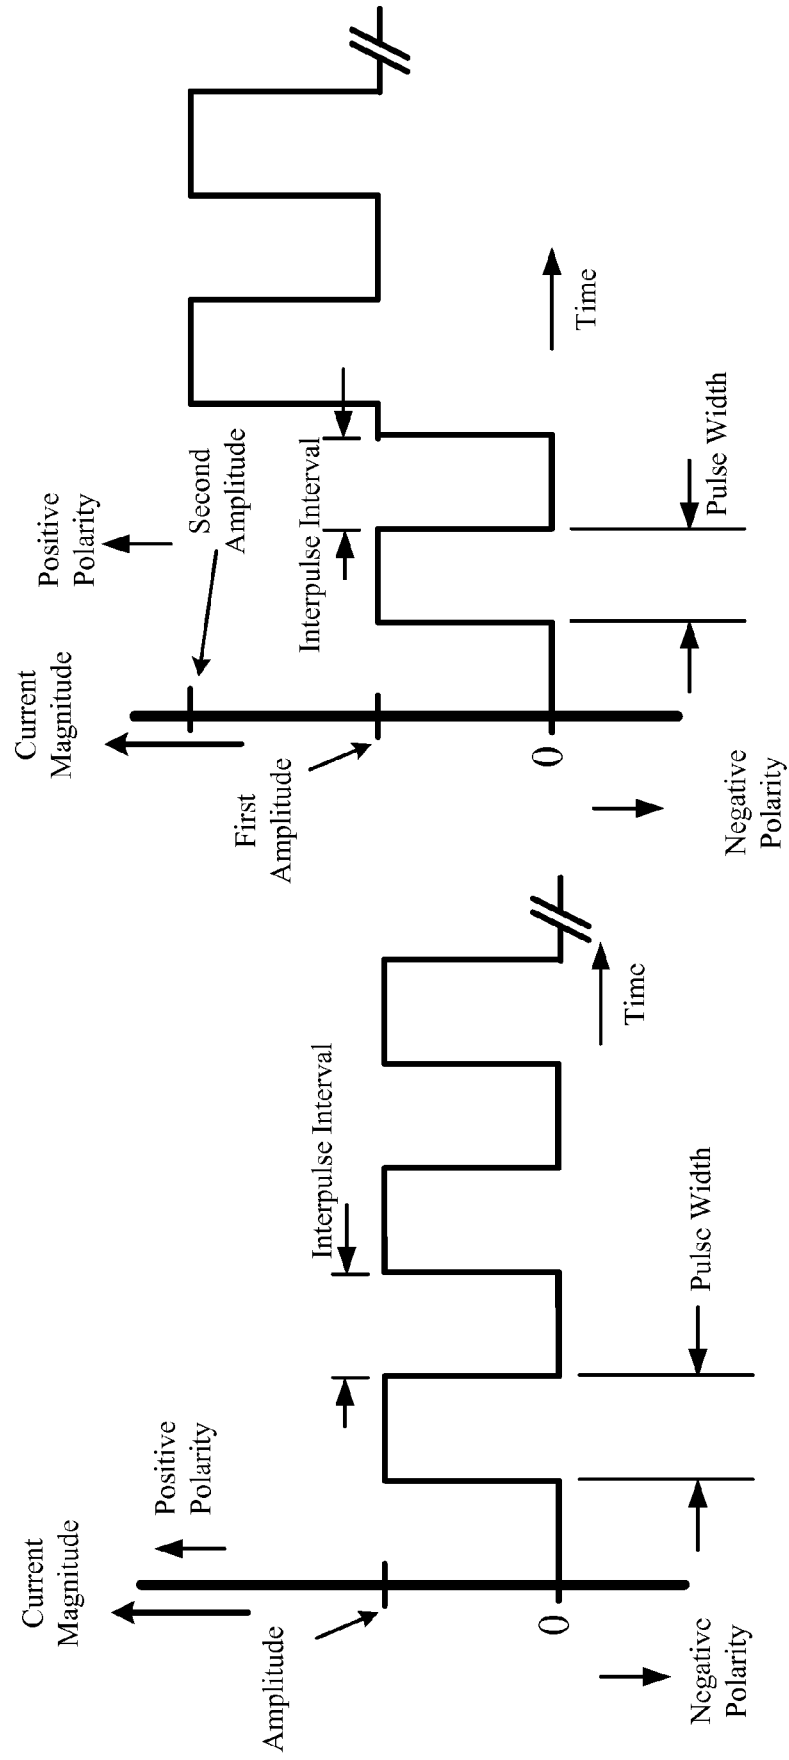 Current
Magnitude
Positive
Polarity
Amplitude
0
Negative
Polarity
Interpulse Interval
Pulse Width
Time
Current
Magnitude
Positive
Polarity
Second
Amplitude
First
Amplitude
0
Negative
Polarity
Interpulse Interval
Pulse Width
Time